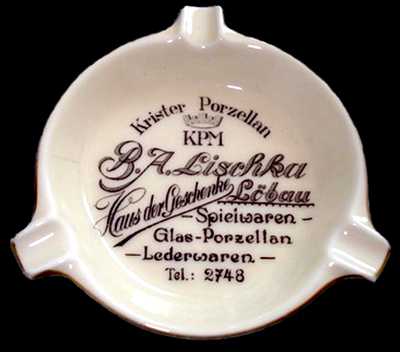 Krister Porzellan
KPM
B.A. Lischka
Haus der Geschenke Löbau
– Spielwaren –
Glas-Porzellan
– Lederwaren –
Tel.: 2748